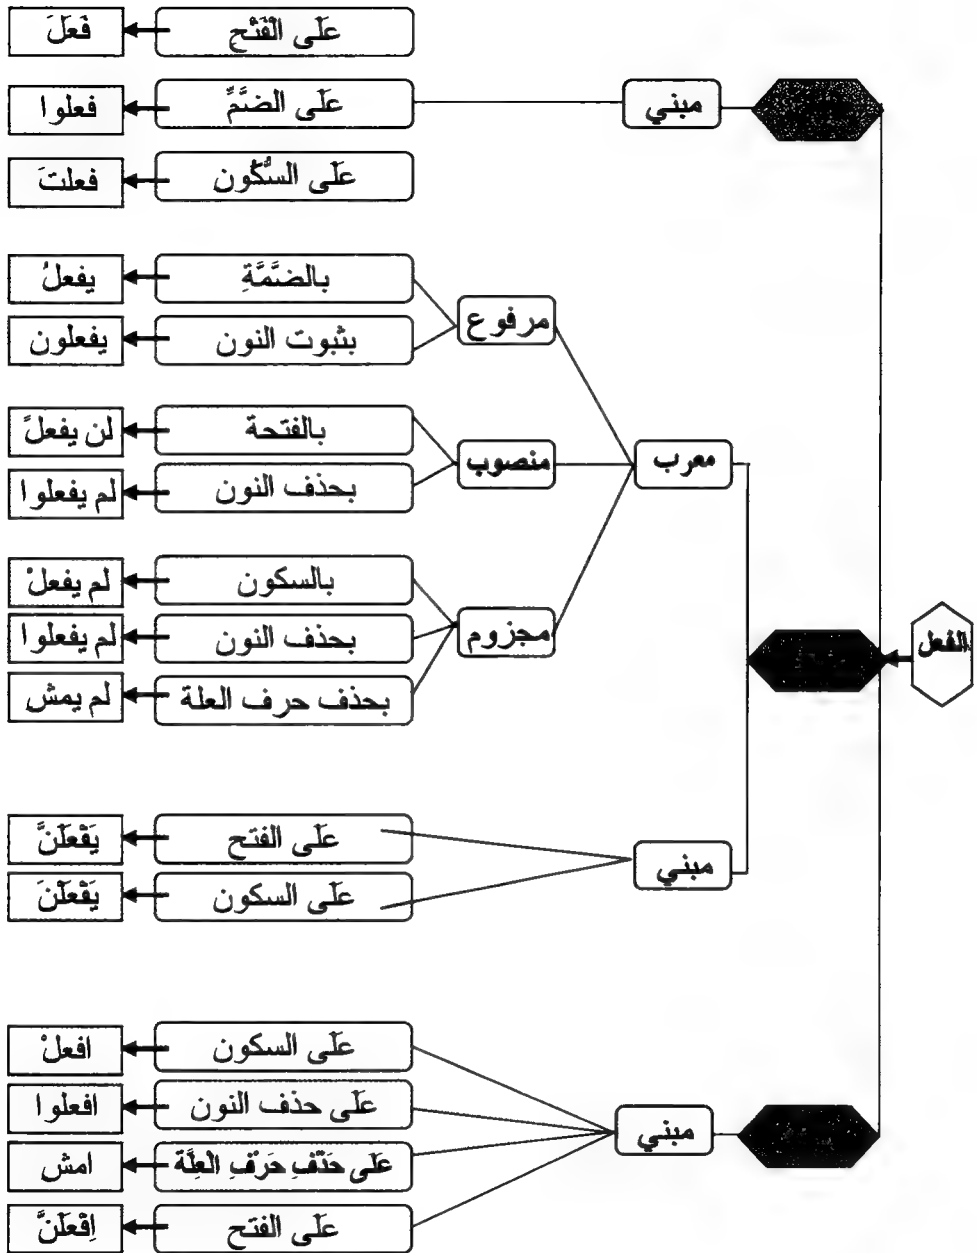 الفعل
مبني
عَلَى الْفَتْحِ
فَعَلَ
عَلَى الضَّمِّ
فعلوا
عَلَى السُّكُون
فعلتَ
معرب
مرفوع
بالضَّمَّةِ
يفعلُ
بثبوت النون
يفعلون
منصوب
بالفتحة
لن يفعلَ
بحذف النون
لم يفعلوا
مجزوم
بالسكون
لم يفعلْ
بحذف النون
لم يفعلوا
بحذف حرف العلة
لم يمش
مبني
عَلَى الفتح
يَفْعَلَنَّ
عَلَى السكون
يَفْعَلْنَ
مبني
عَلَى السكون
افعلْ
عَلَى حذف النون
افعلوا
عَلَى حَذْفِ حَرْفِ العِلَّة
امش
عَلَى الفتح
اِفْعَلَنَّ